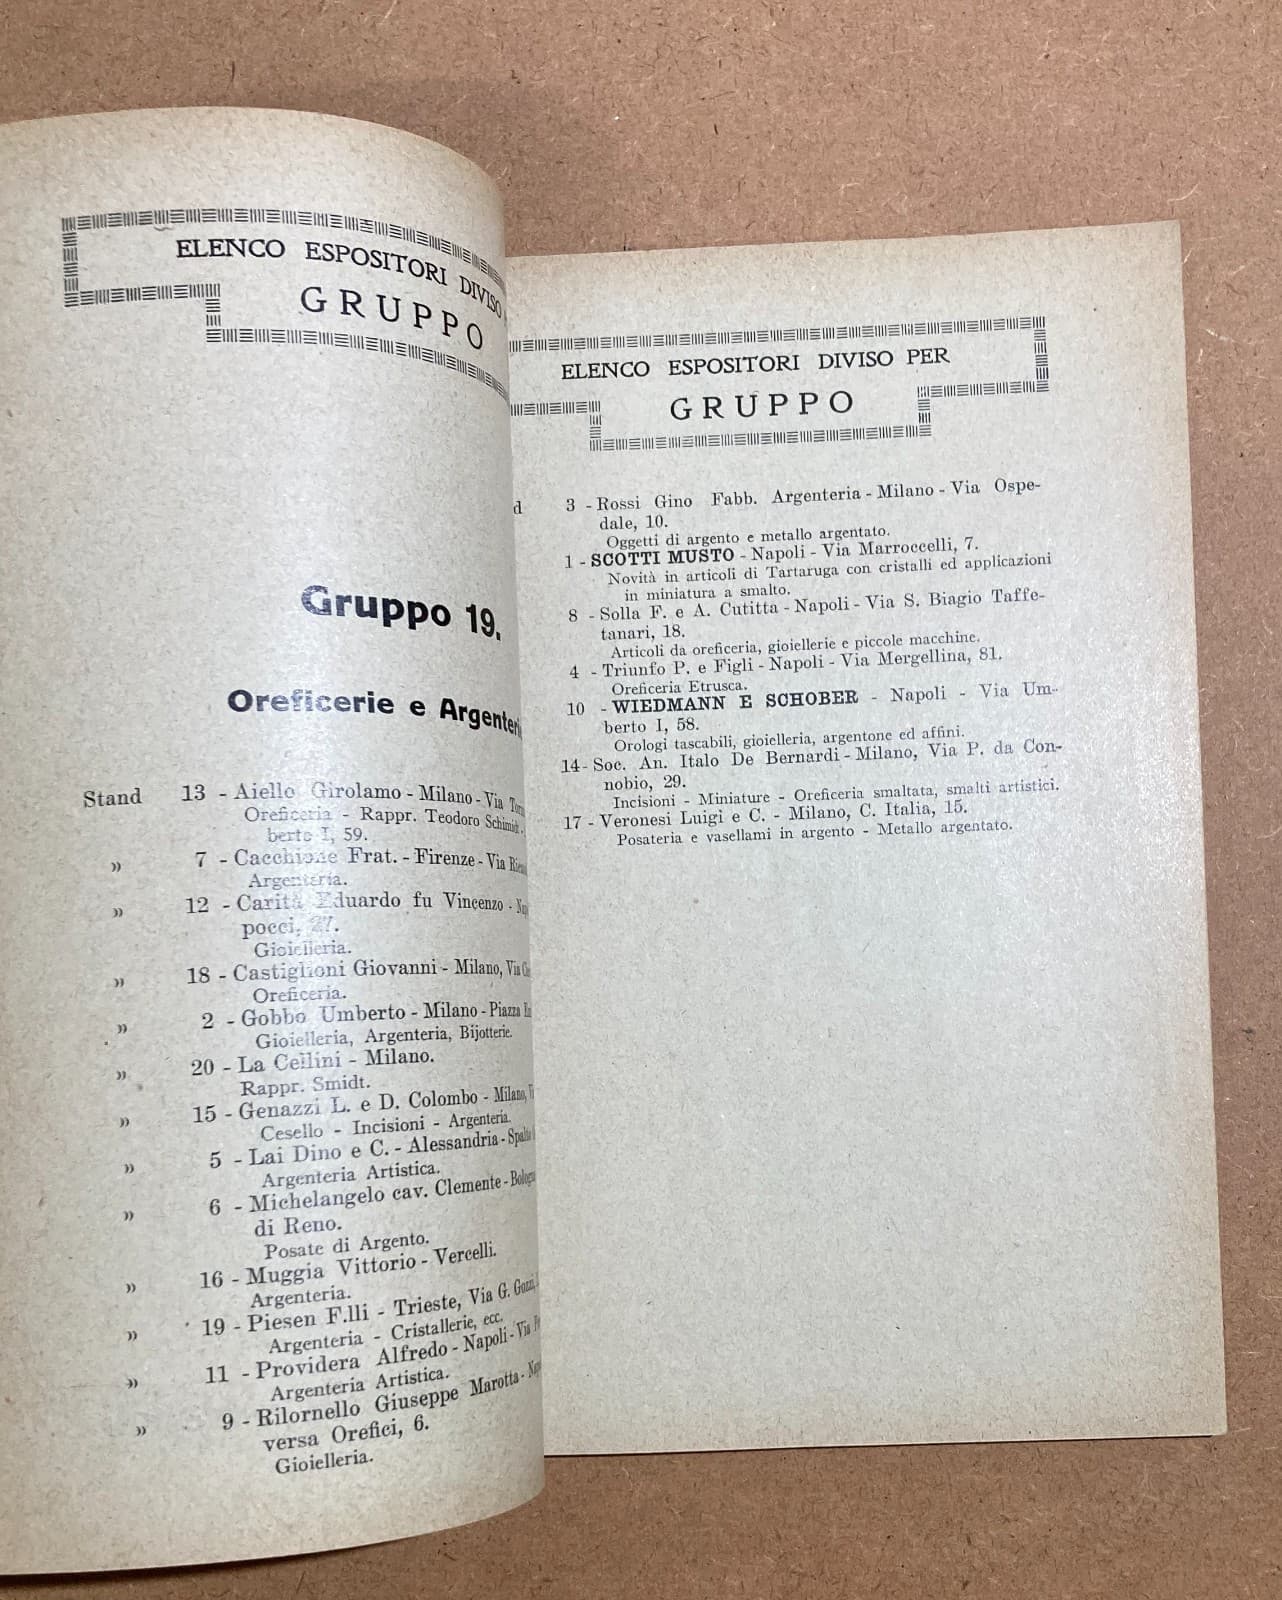 ELENCO ESPOSITORI DIVISO
GRUPPO
Gruppo 19.
Oreficerie e
Stand 13 - Aiello Girolamo - Milano - Via
Oreficeria - Rappr. Teodoro Schimidt.
berto I, 59.
» 7 - Cacchione Frat. - Firenze - Via
Argenteria.
» 12 - Carità Eduardo fu Vincenzo -
pocci, 27.
Gioielleria.
» 18 - Castiglioni Giovanni - Milano, Via
Oreficeria.
» 2 - Gobbo Umberto - Milano - Piazza
Gioielleria, Argenteria, Bijotterie.
» 20 - La Cellini - Milano.
Rappr. Smidt.
» 15 - Genazzi L. e D. Colombo - Milano,
Cesello - Incisioni - Argenteria.
» 5 - Lai Dino e C. - Alessandria - Spalto
Argenteria Artistica.
» 6 - Michelangelo cav. Clemente - Bologna
di Reno.
Posate di Argento.
» 16 - Muggia Vittorio - Vercelli.
Argenteria.
» 19 - Piesen F.lli - Trieste, Via G. Gozzi,
Argenteria - Cristallerie, ecc.
» 11 - Providera Alfredo - Napoli - Via
Argenteria Artistica.
» 9 - Rilornello Giuseppe Marotta -
versa Orefici, 6.
Gioielleria.
ELENCO ESPOSITORI DIVISO PER
GRUPPO
d 3 - Rossi Gino Fabb. Argenteria - Milano - Via Ospe-
dale, 10.
Oggetti di argento e metallo argentato.
1 - SCOTTI MUSTO - Napoli - Via Marroccelli, 7.
Novità in articoli di Tartaruga con cristalli ed applicazioni
in miniatura a smalto.
8 - Solla F. e A. Cutitta - Napoli - Via S. Biagio Taffe-
tanari, 18.
Articoli da oreficeria, gioiellerie e piccole macchine.
4 - Triunfo P. e Figli - Napoli - Via Mergellina, 81.
Oreficeria Etrusca.
10 - WIEDMANN E SCHOBER - Napoli - Via Um-
berto I, 58.
Orologi tascabili, gioielleria, argentone ed affini.
14 - Soc. An. Italo De Bernardi - Milano, Via P. da Can-
nobio, 29.
Incisioni - Miniature - Oreficeria smaltata, smalti artistici.
17 - Veronesi Luigi e C. - Milano, C. Italia, 15.
Posateria e vasellami in argento - Metallo argentato.